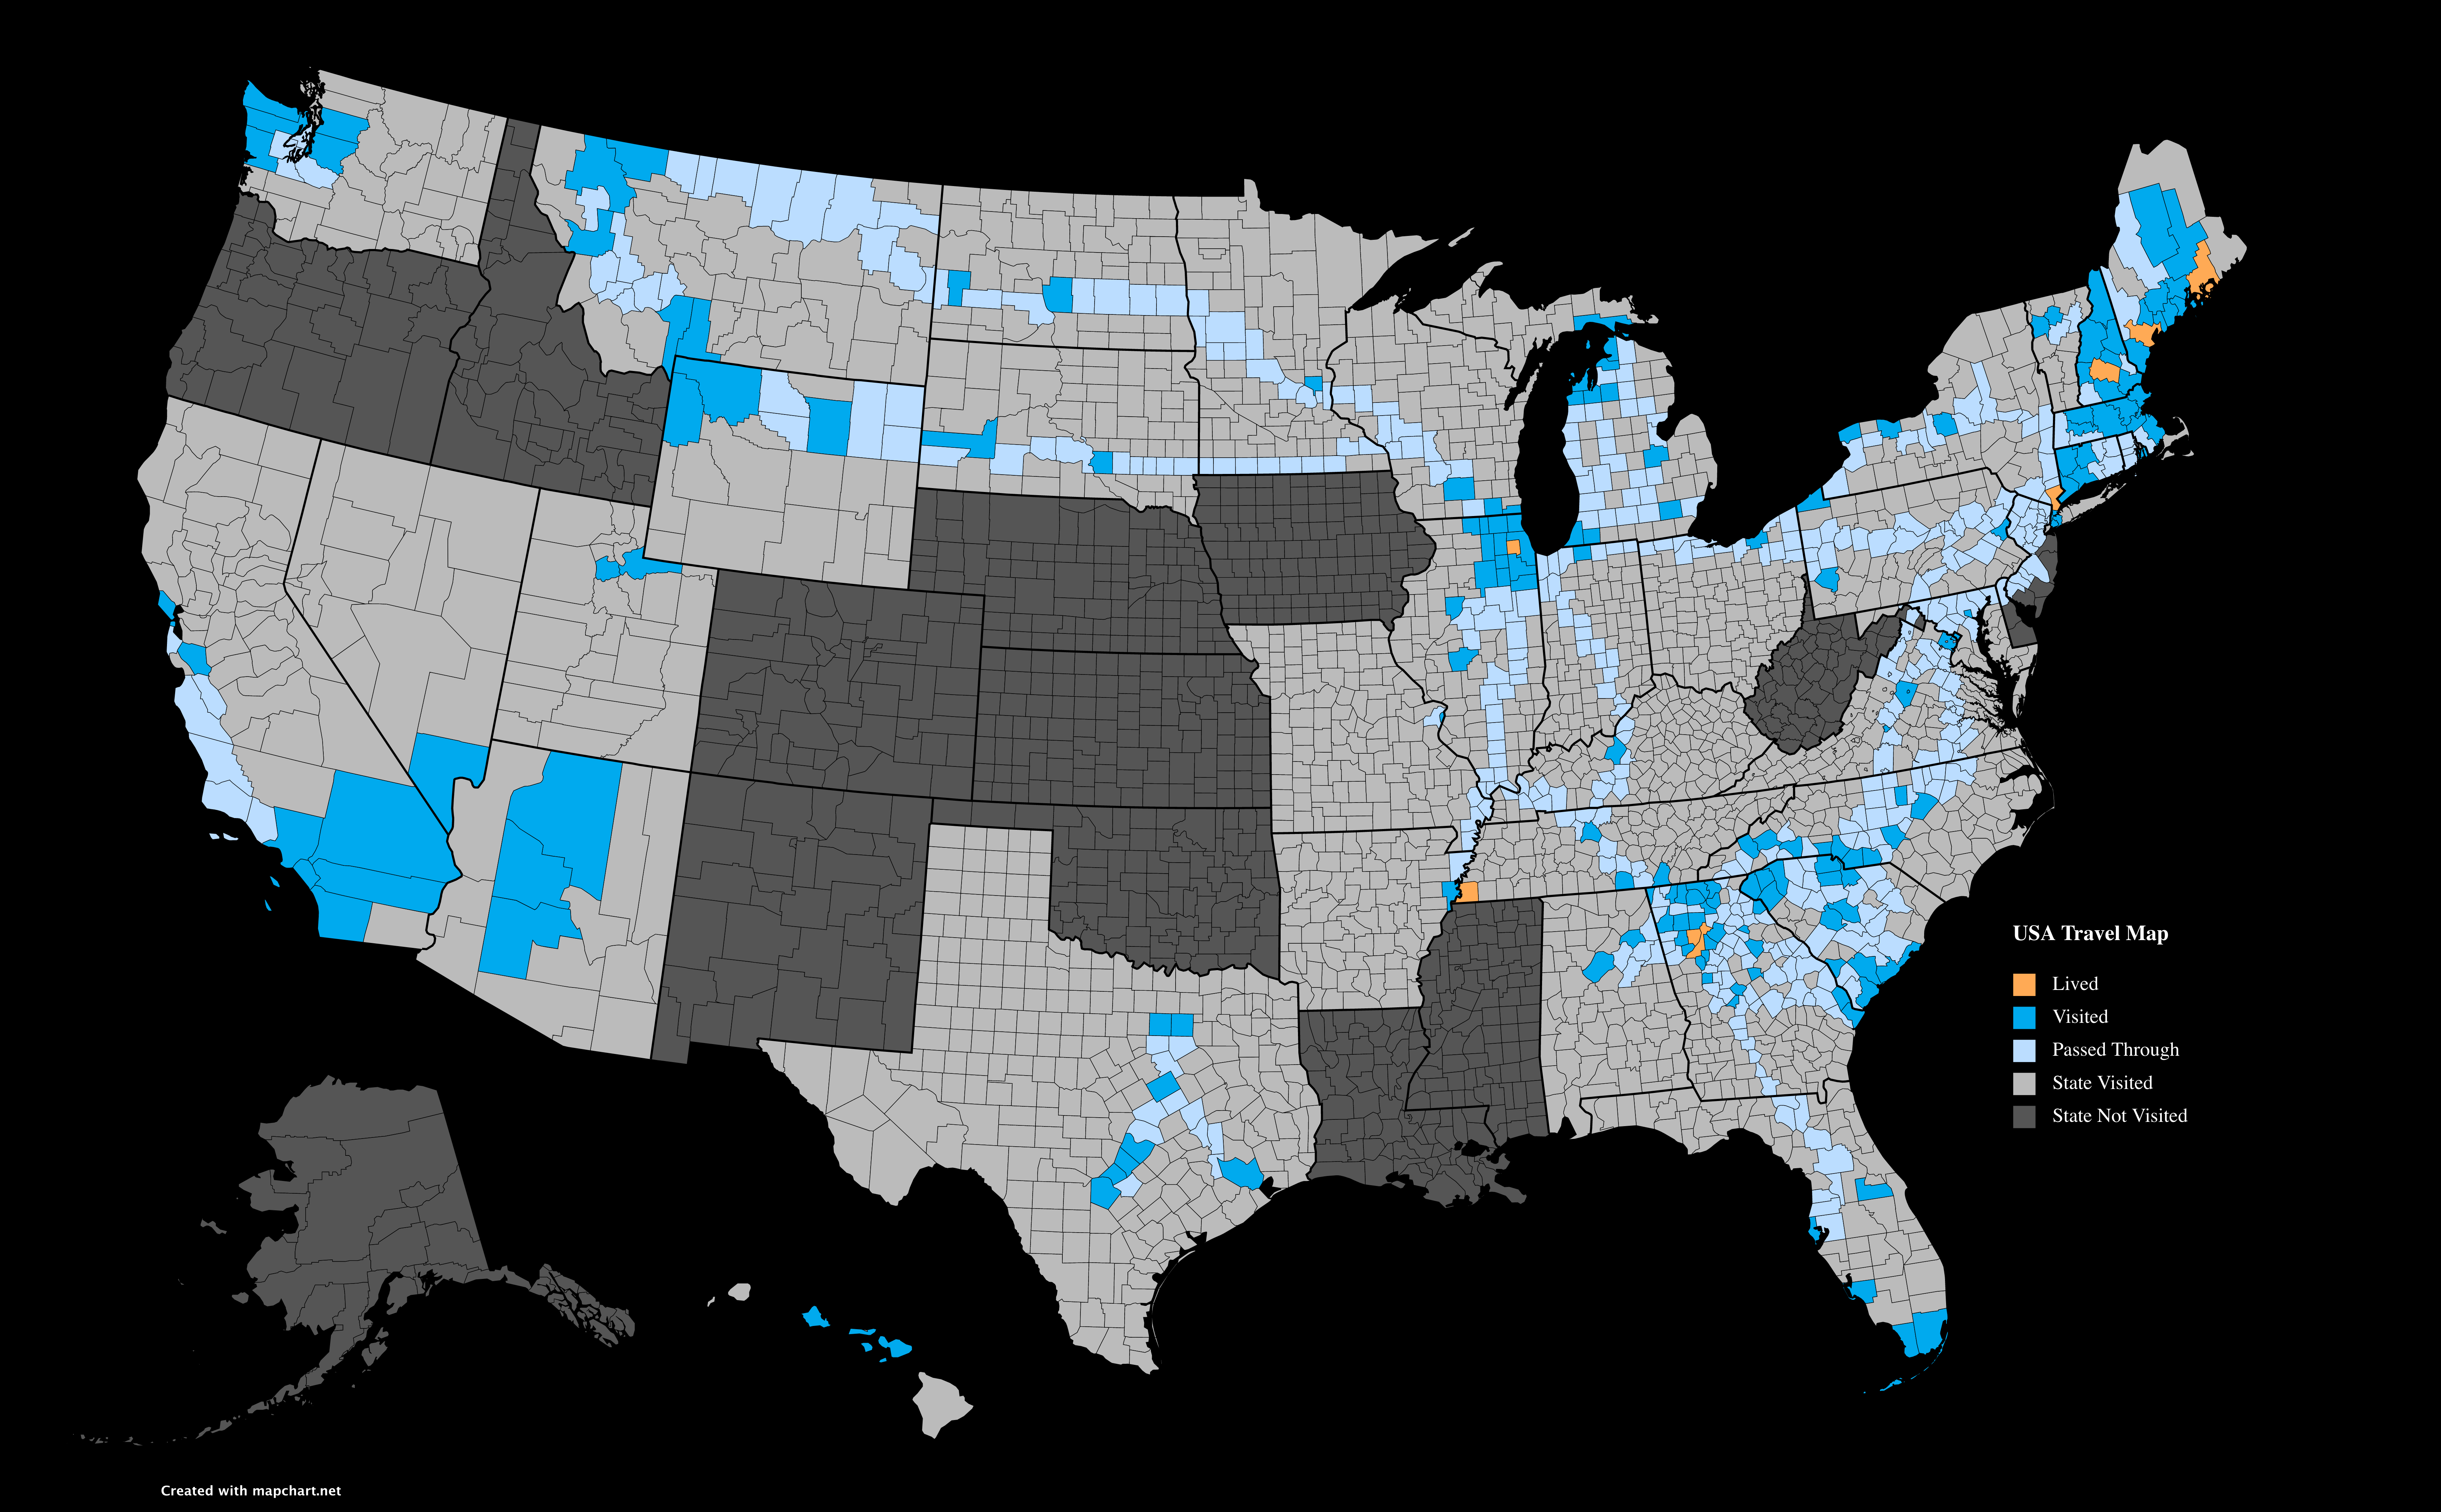 USA Travel Map
Lived
Visited
Passed Through
State Visited
State Not Visited
Created with mapchart.net